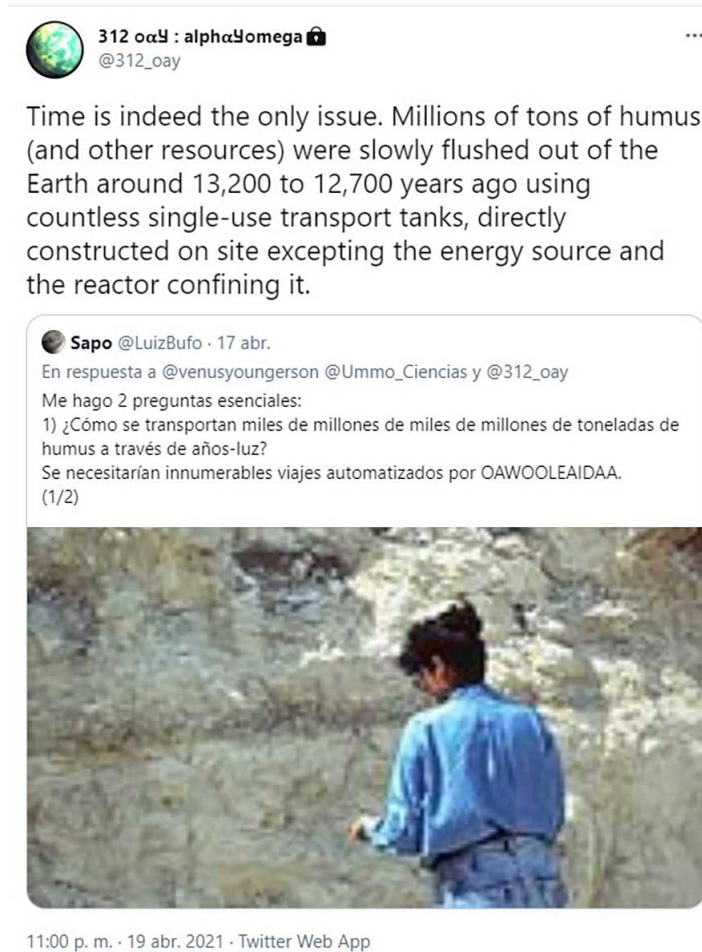 312 oαy : alphαyomega
@312_oay
Time is indeed the only issue. Millions of tons of humus
(and other resources) were slowly flushed out of the
Earth around 13,200 to 12,700 years ago using
countless single-use transport tanks, directly
constructed on site excepting the energy source and
the reactor confining it.
Sapo @LuizBufo · 17 abr.
En respuesta a @venusyoungerson @Ummo_Ciencias y @312_oay
Me hago 2 preguntas esenciales:
1) ¿Cómo se transportan miles de millones de miles de millones de toneladas de
humus a través de años-luz?
Se necesitarían innumerables viajes automatizados por OAWOOLEAIDAA.
(1/2)
11:00 p. m. · 19 abr. 2021 · Twitter Web App